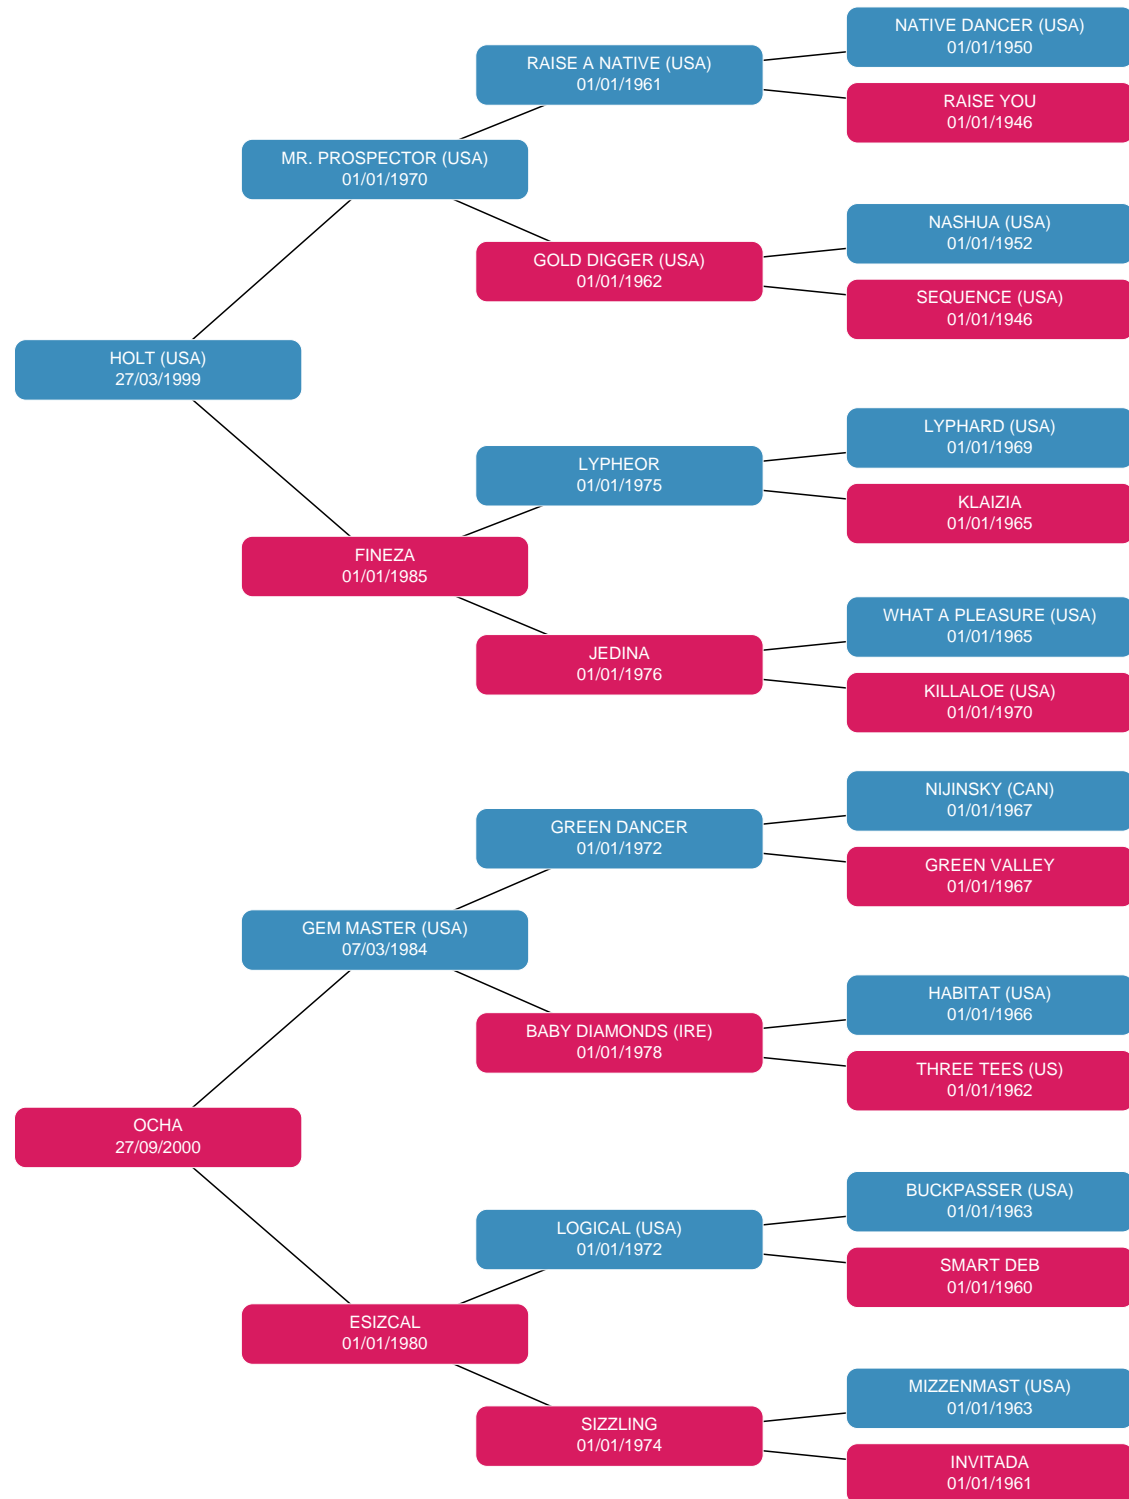 NATIVE DANCER (USA)
01/01/1950
RAISE A NATIVE (USA)
01/01/1961
RAISE YOU
01/01/1946
MR. PROSPECTOR (USA)
01/01/1970
NASHUA (USA)
01/01/1952
GOLD DIGGER (USA)
01/01/1962
SEQUENCE (USA)
01/01/1946
HOLT (USA)
27/03/1999
LYPHARD (USA)
01/01/1969
LYPHEOR
01/01/1975
KLAIZIA
01/01/1965
FINEZA
01/01/1985
WHAT A PLEASURE (USA)
01/01/1965
JEDINA
01/01/1976
KILLALOE (USA)
01/01/1970
NIJINSKY (CAN)
01/01/1967
GREEN DANCER
01/01/1972
GREEN VALLEY
01/01/1967
GEM MASTER (USA)
07/03/1984
HABITAT (USA)
01/01/1966
BABY DIAMONDS (IRE)
01/01/1978
THREE TEES (US)
01/01/1962
OCHA
27/09/2000
BUCKPASSER (USA)
01/01/1963
LOGICAL (USA)
01/01/1972
SMART DEB
01/01/1960
ESIZCAL
01/01/1980
MIZZENMAST (USA)
01/01/1963
SIZZLING
01/01/1974
INVITADA
01/01/1961